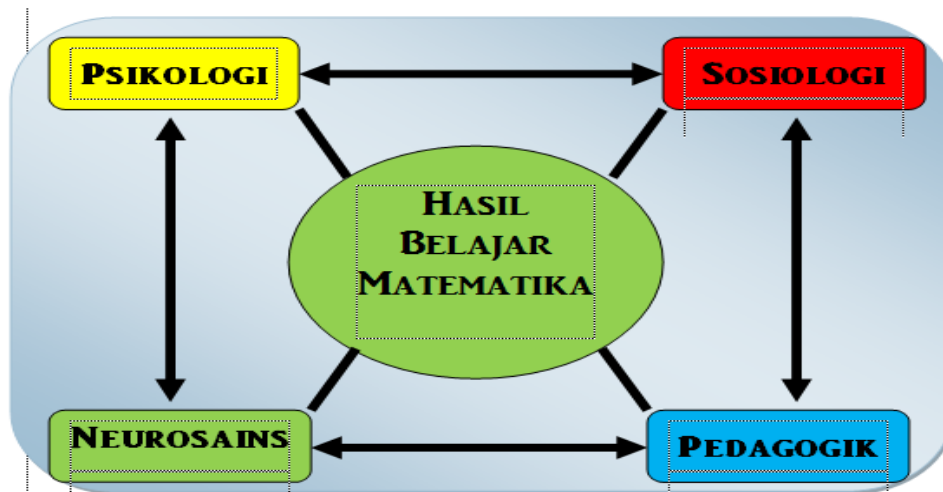 PSIKOLOGI
SOSIOLOGI
HASIL
BELAJAR
MATEMATIKA
NEUROSAINS
PEDAGOGIK